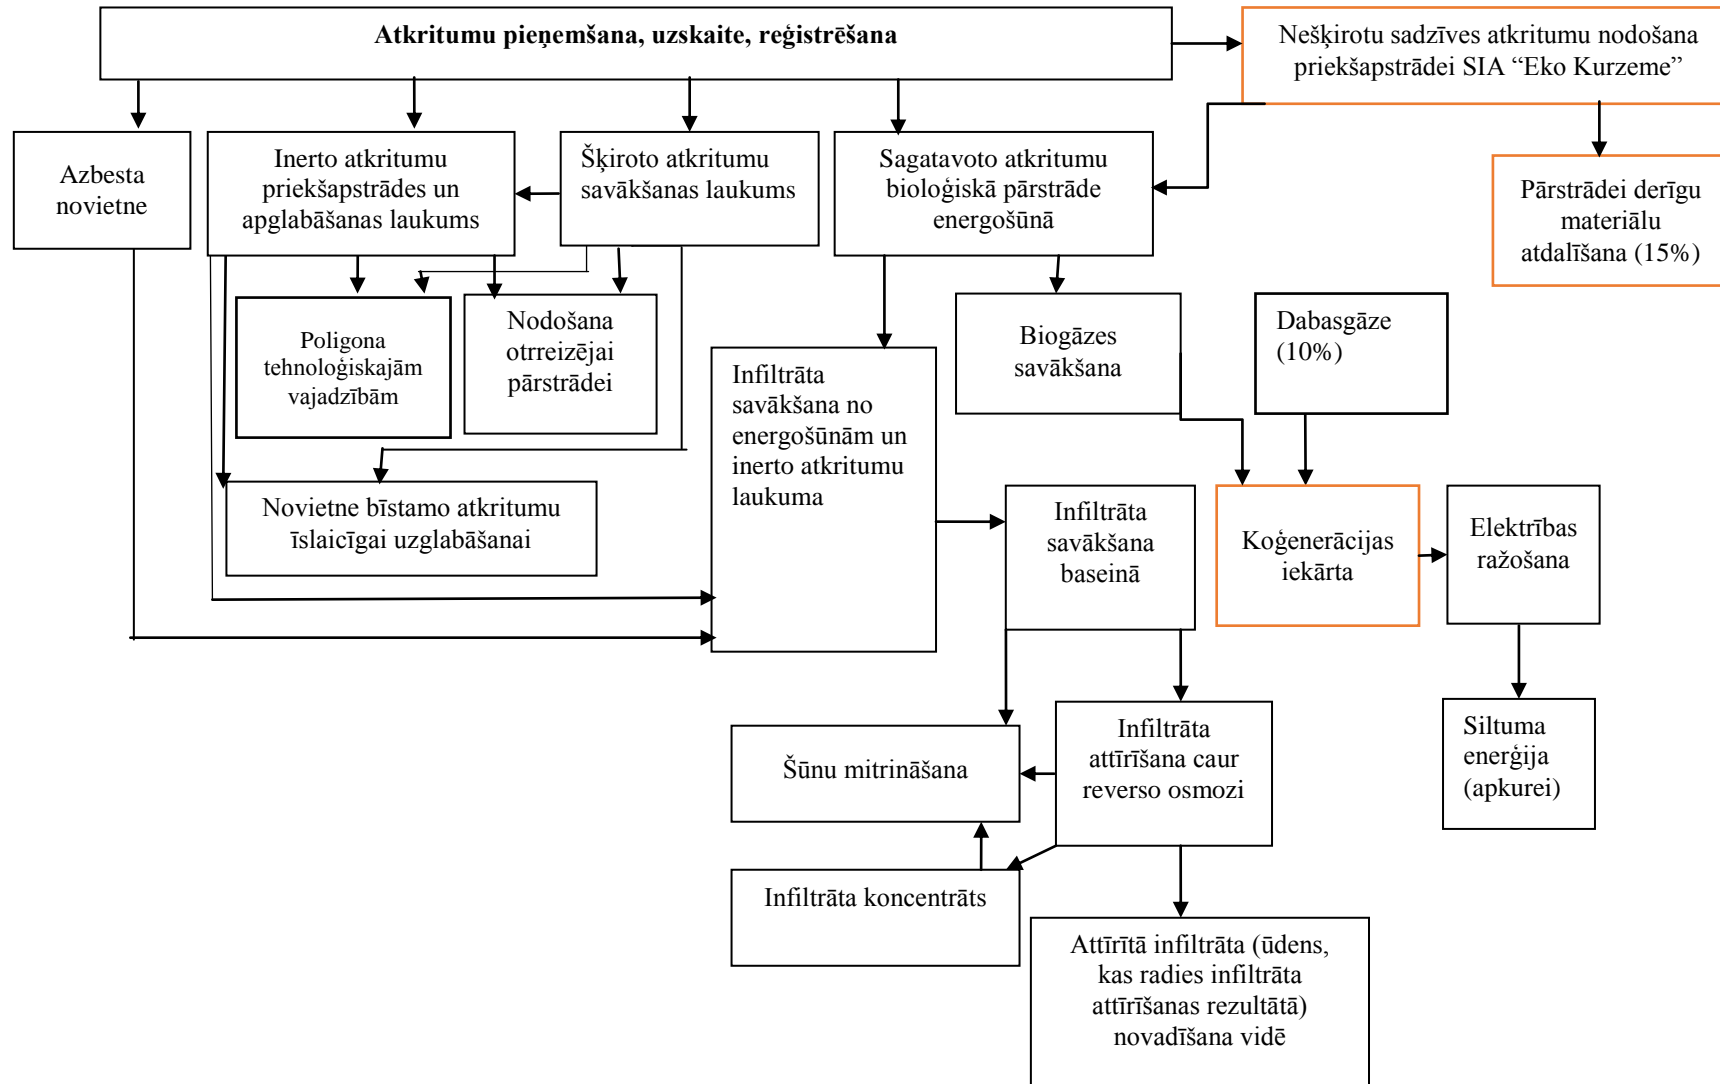 Atkritumu pieņemšana, uzskaite, reģistrēšana
Nešķirotu sadzīves atkritumu nodošana
priekšapstrādei SIA “Eko Kurzeme”
Azbesta
novietne
Inerto atkritumu
priekšapstrādes un
apglabāšanas laukums
Šķiroto atkritumu
savākšanas laukums
Sagatavoto atkritumu
bioloģiskā pārstrāde
energošūnā
Pārstrādei derīgu
materiālu
atdalīšana (15%)
Poligona
tehnoloģiskajām
vajadzībām
Nodošana
otrreizējai
pārstrādei
Biogāzes
savākšana
Dabasgāze
(10%)
Infiltrāta
savākšana no
energošūnām un
inerto atkritumu
laukuma
Novietne bīstamo atkritumu
īslaicīgai uzglabāšanai
Infiltrāta
savākšana
baseinā
Koģenerācijas
iekārta
Elektrības
ražošana
Šūnu mitrināšana
Infiltrāta
attīrīšana caur
reverso osmozi
Siltuma
enerģija
(apkurei)
Infiltrāta koncentrāts
Attīrītā infiltrāta (ūdens,
kas radies infiltrāta
attīrīšanas rezultātā)
novadīšana vidē